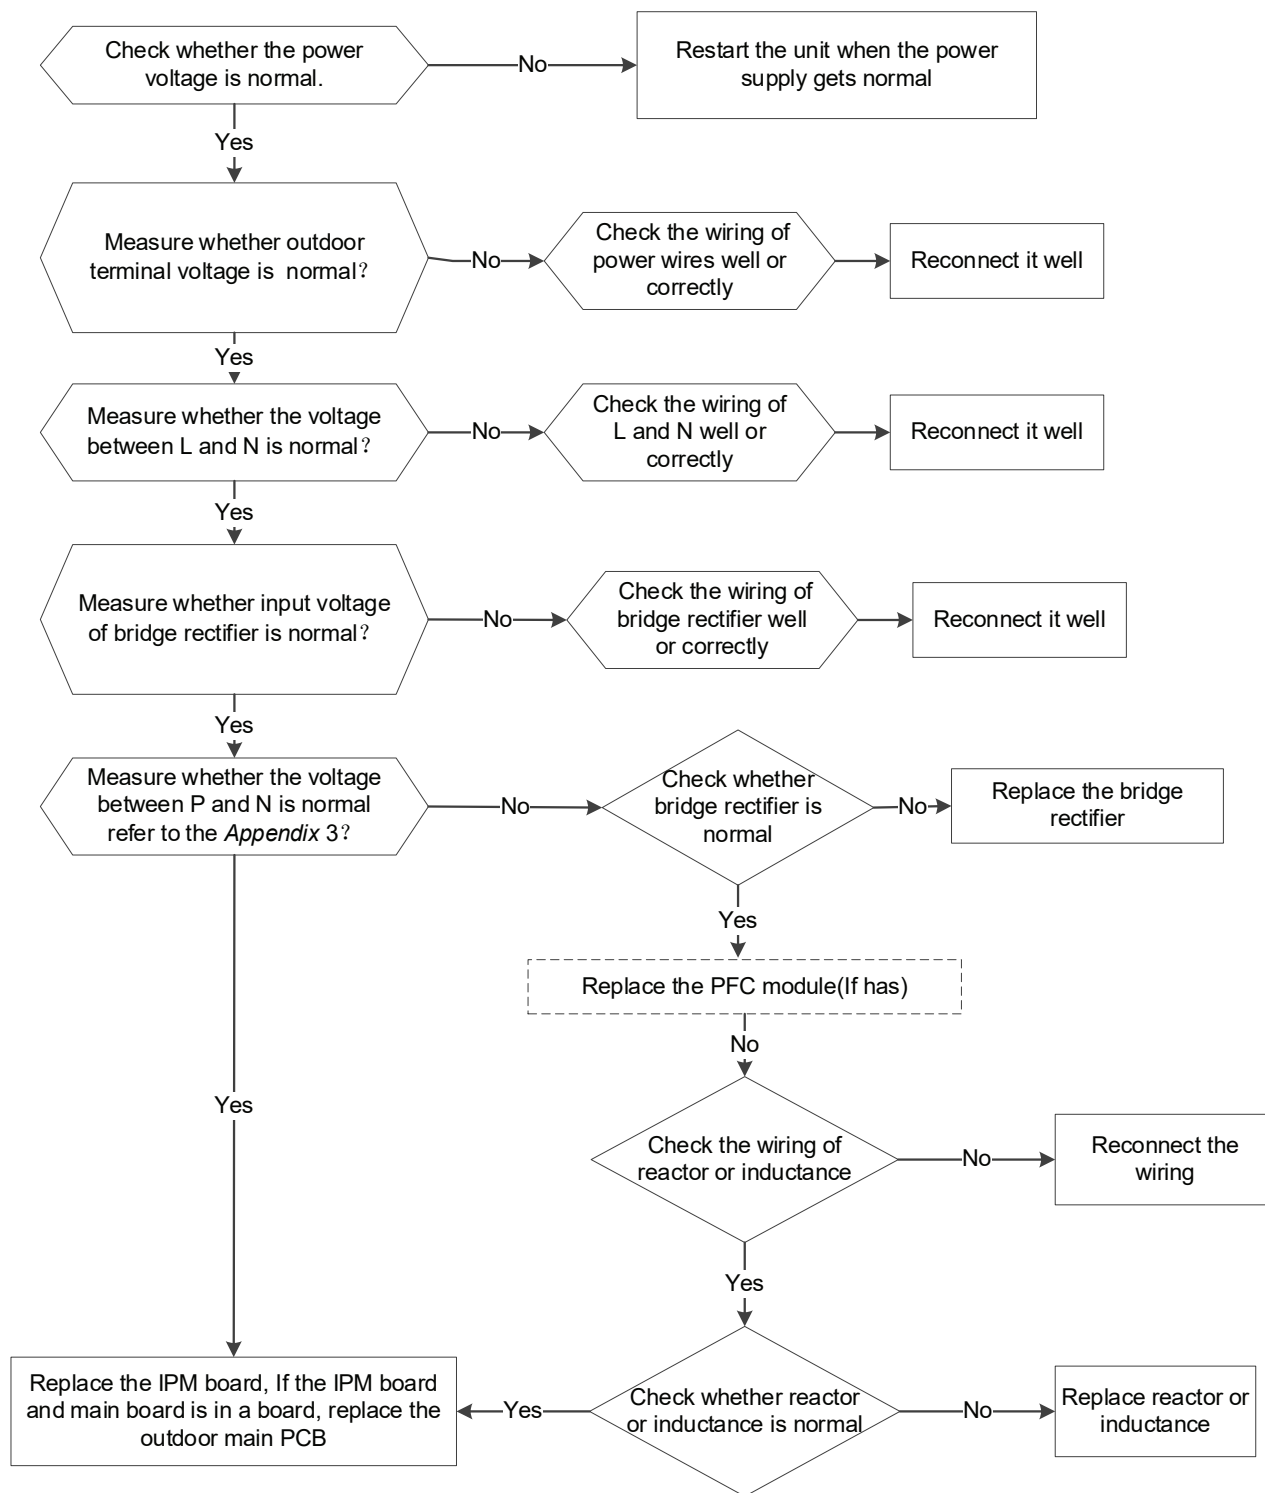 Check whether the power
voltage is normal.
No
Restart the unit when the power
supply gets normal
Yes
Measure whether outdoor
terminal voltage is  normal?
No
Check the wiring of
power wires well or
correctly
Reconnect it well
Yes
Measure whether the voltage
between L and N is normal?
No
Check the wiring of
L and N well or
correctly
Reconnect it well
Yes
Measure whether input voltage
of bridge rectifier is normal?
No
Check the wiring of
bridge rectifier well
or correctly
Reconnect it well
Yes
Measure whether the voltage
between P and N is normal
refer to the Appendix 3?
No
Check whether
bridge rectifier is
normal
No
Replace the bridge
rectifier
Yes
Replace the PFC module(If has)
No
Yes
Check the wiring of
reactor or inductance
No
Reconnect the
wiring
Yes
Replace the IPM board, If the IPM board
and main board is in a board, replace the
outdoor main PCB
Yes
Check whether reactor
or inductance is normal
No
Replace reactor or
inductance